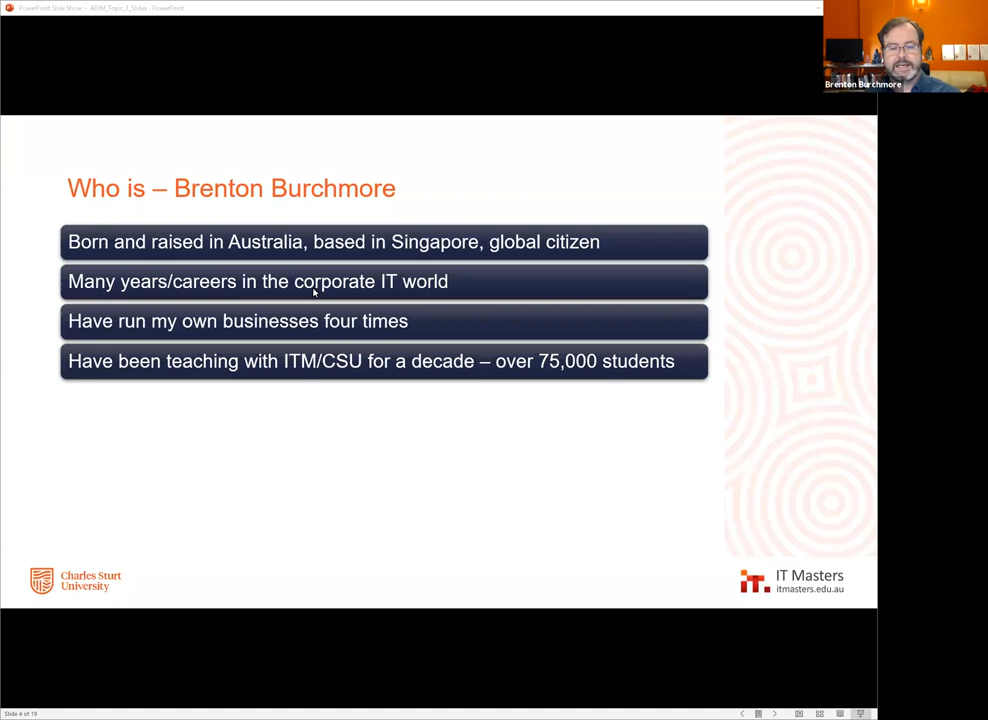 PowerPoint Slide Show - ADIM_Topic_1_Slides - PowerPoint
Brenton Burchmore
Who is – Brenton Burchmore
Born and raised in Australia, based in Singapore, global citizen
Many years/careers in the corporate IT world
Have run my own businesses four times
Have been teaching with ITM/CSU for a decade – over 75,000 students
Charles Sturt
University
IT Masters
itmasters.edu.au
Slide 4 of 19